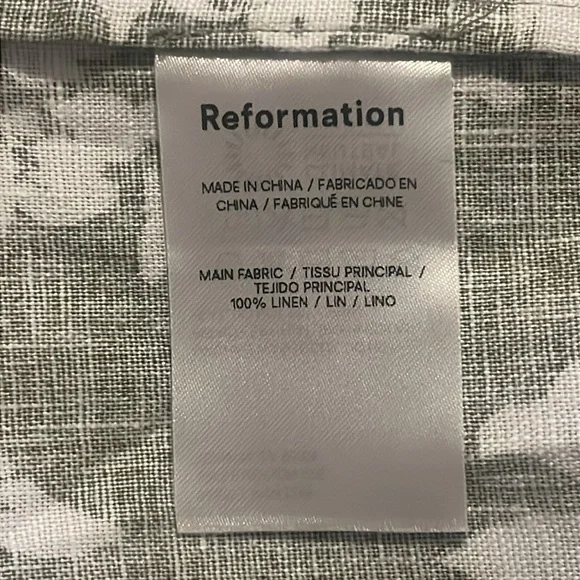 Reformation
MADE IN CHINA / FABRICADO EN
CHINA / FABRIQUÉ EN CHINE
MAIN FABRIC / TISSU PRINCIPAL /
TEJIDO PRINCIPAL
100% LINEN / LIN / LINO